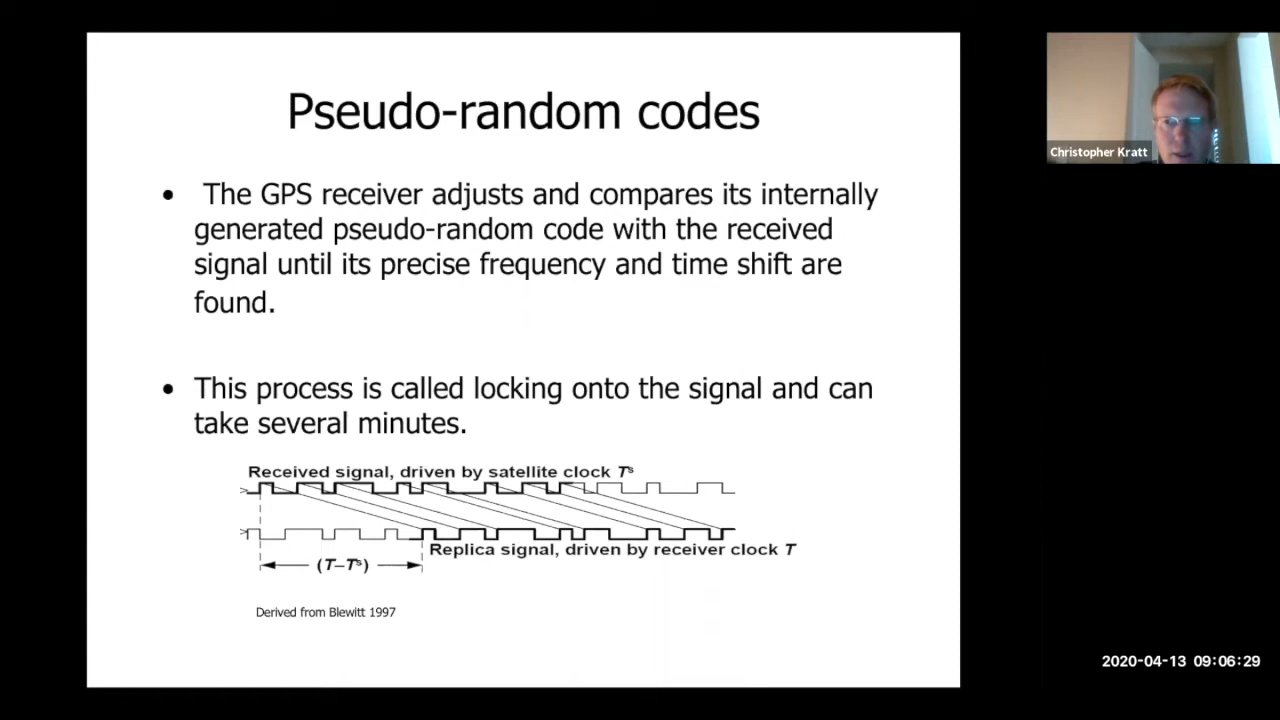 Pseudo-random codes
• The GPS receiver adjusts and compares its internally
generated pseudo-random code with the received
signal until its precise frequency and time shift are
found.
• This process is called locking onto the signal and can
take several minutes.
Received signal, driven by satellite clock Tˢ
Replica signal, driven by receiver clock T
(T–Tˢ)
Derived from Blewitt 1997
Christopher Kratt
2020-04-13 09:06:29